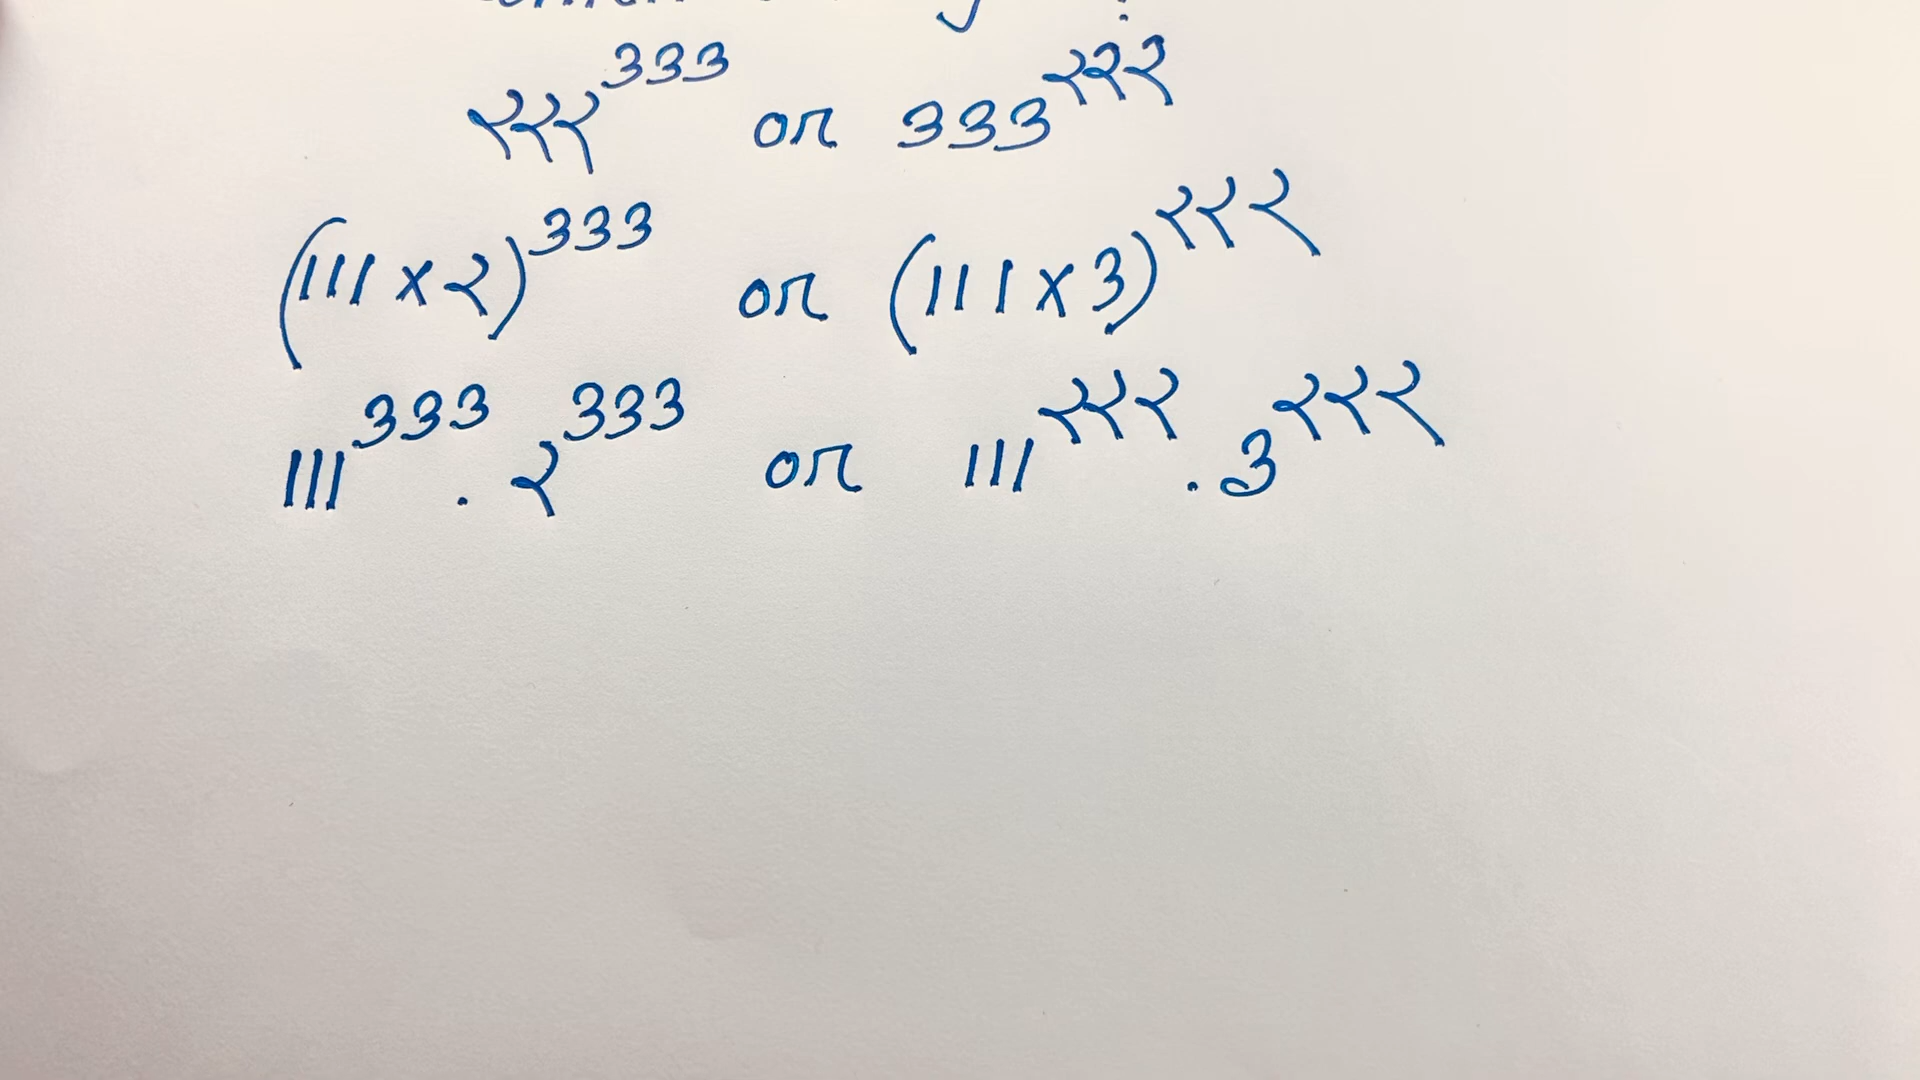 222^333 or 333^222
(111 × 2)^333 or (111 × 3)^222
111^333 . 2^333 or 111^222 . 3^222